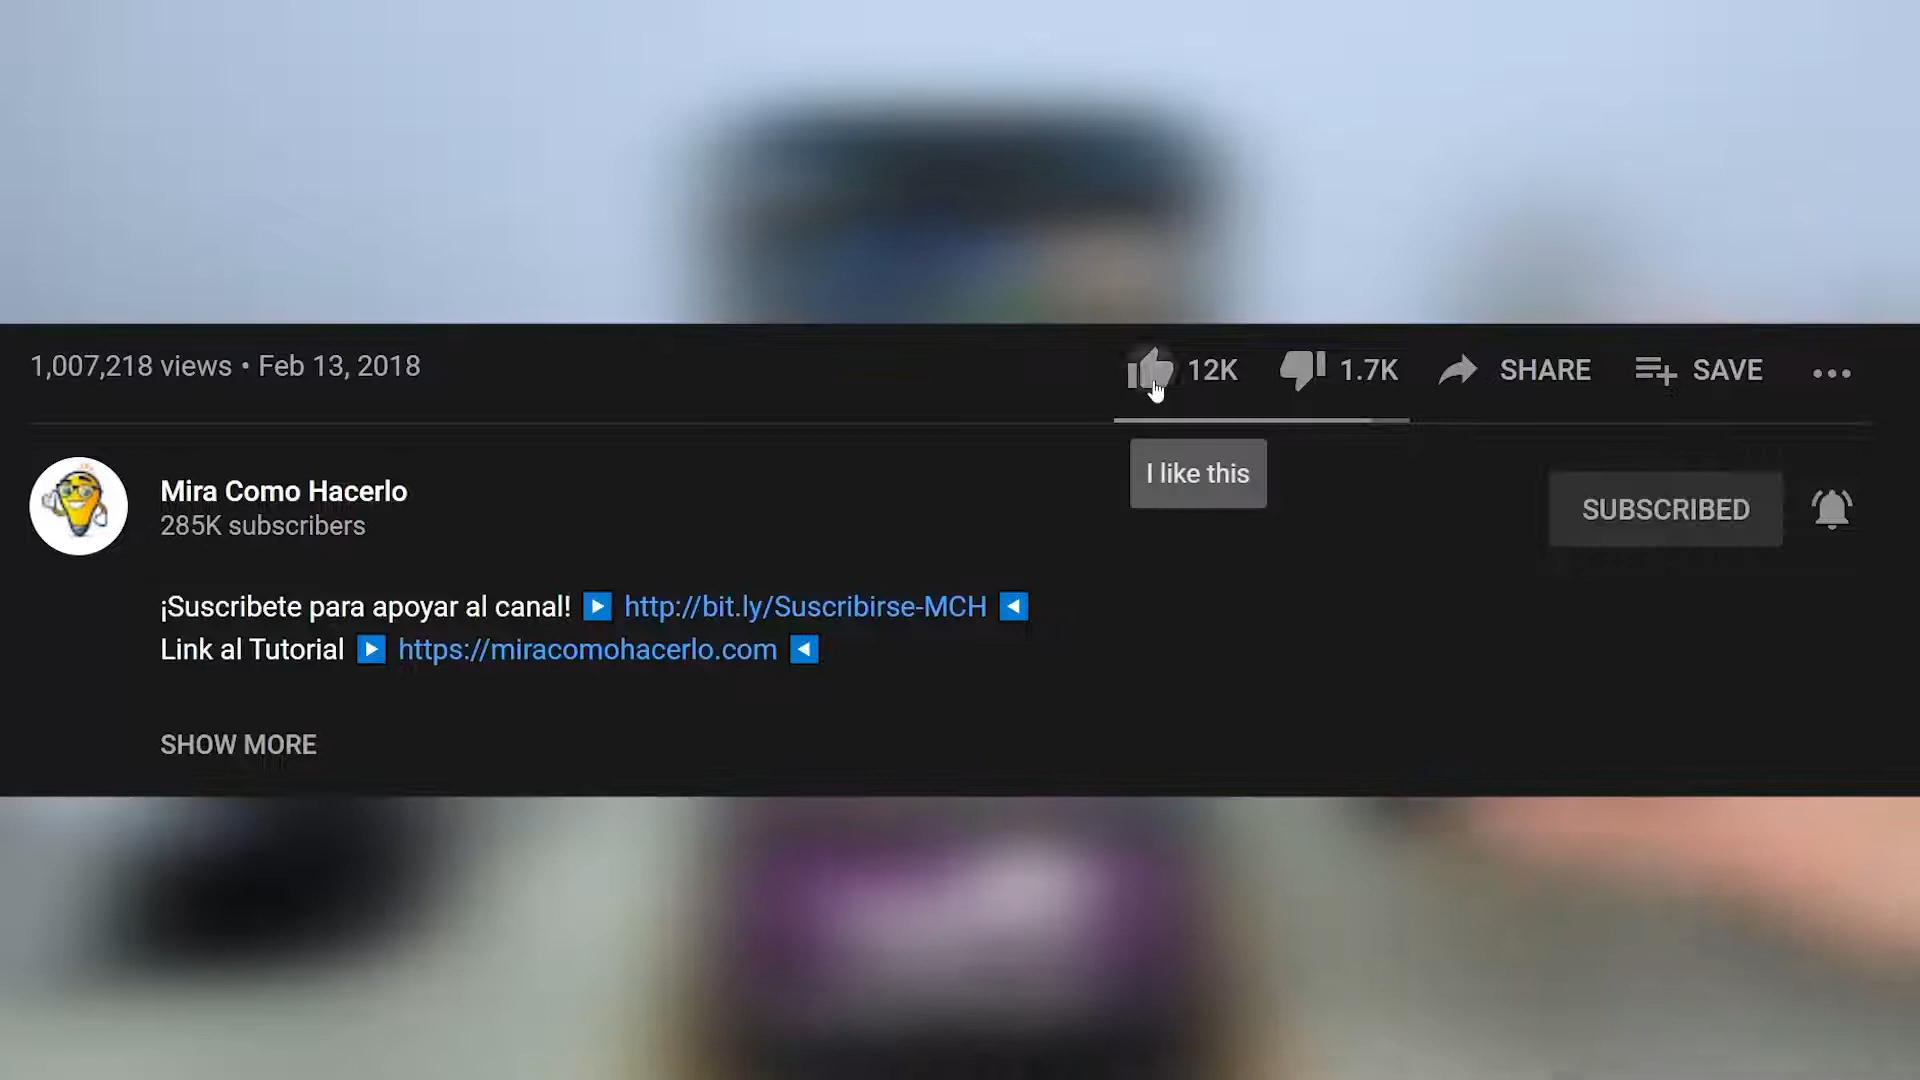 1,007,218 views • Feb 13, 2018
12K 1.7K SHARE SAVE
I like this
Mira Como Hacerlo
285K subscribers
SUBSCRIBED
¡Suscribete para apoyar al canal! ▶ http://bit.ly/Suscribirse-MCH ◀
Link al Tutorial ▶ https://miracomohacerlo.com ◀
SHOW MORE